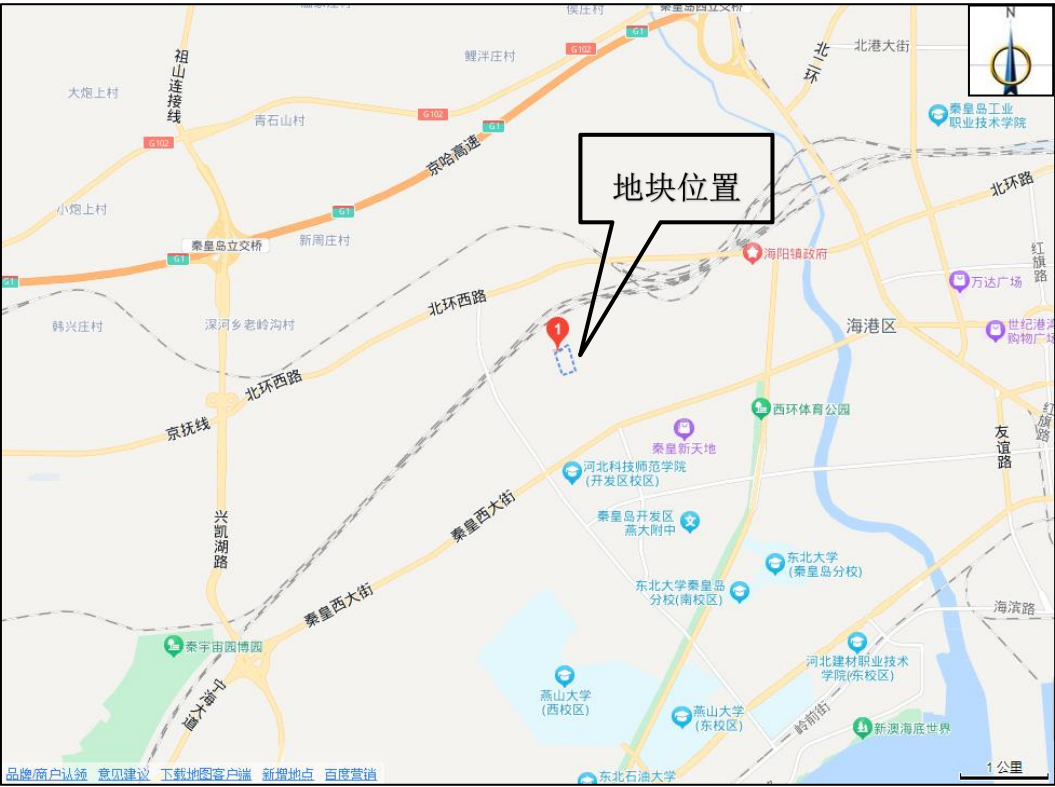 侯庄村
秦皇岛西立交桥
G1
N
祖山连接线
鲤泮庄村
G102
北二环
北港大街
大炮上村
G102
青石山村
G1
秦皇岛工业
职业技术学院
G102
京哈高速
地块位置
北环路
小炮上村
G1
新周庄村
秦皇岛立交桥
G1
海阳镇政府
红旗路
G1
万达广场
北环西路
韩兴庄村
深河乡老岭沟村
1
海港区
世纪港湾
购物广场
北环西路
西环体育公园
京抚线
秦皇新天地
友谊路
红旗路
河北科技师范学院
(开发区校区)
秦皇西大街
秦皇岛开发区
燕大附中
兴凯湖路
东北大学
(秦皇岛分校)
东北大学秦皇岛
分校(南校区)
秦皇西大街
海滨路
秦宇宙园博园
河北建材职业技术
学院(东校区)
宁海大道
燕山大学
(西校区)
燕山大学
(东校区)
岭前街
新澳海底世界
品牌/商户认领 意见建议 下载地图客户端 新增地点 百度营销
东北石油大学
1 公里